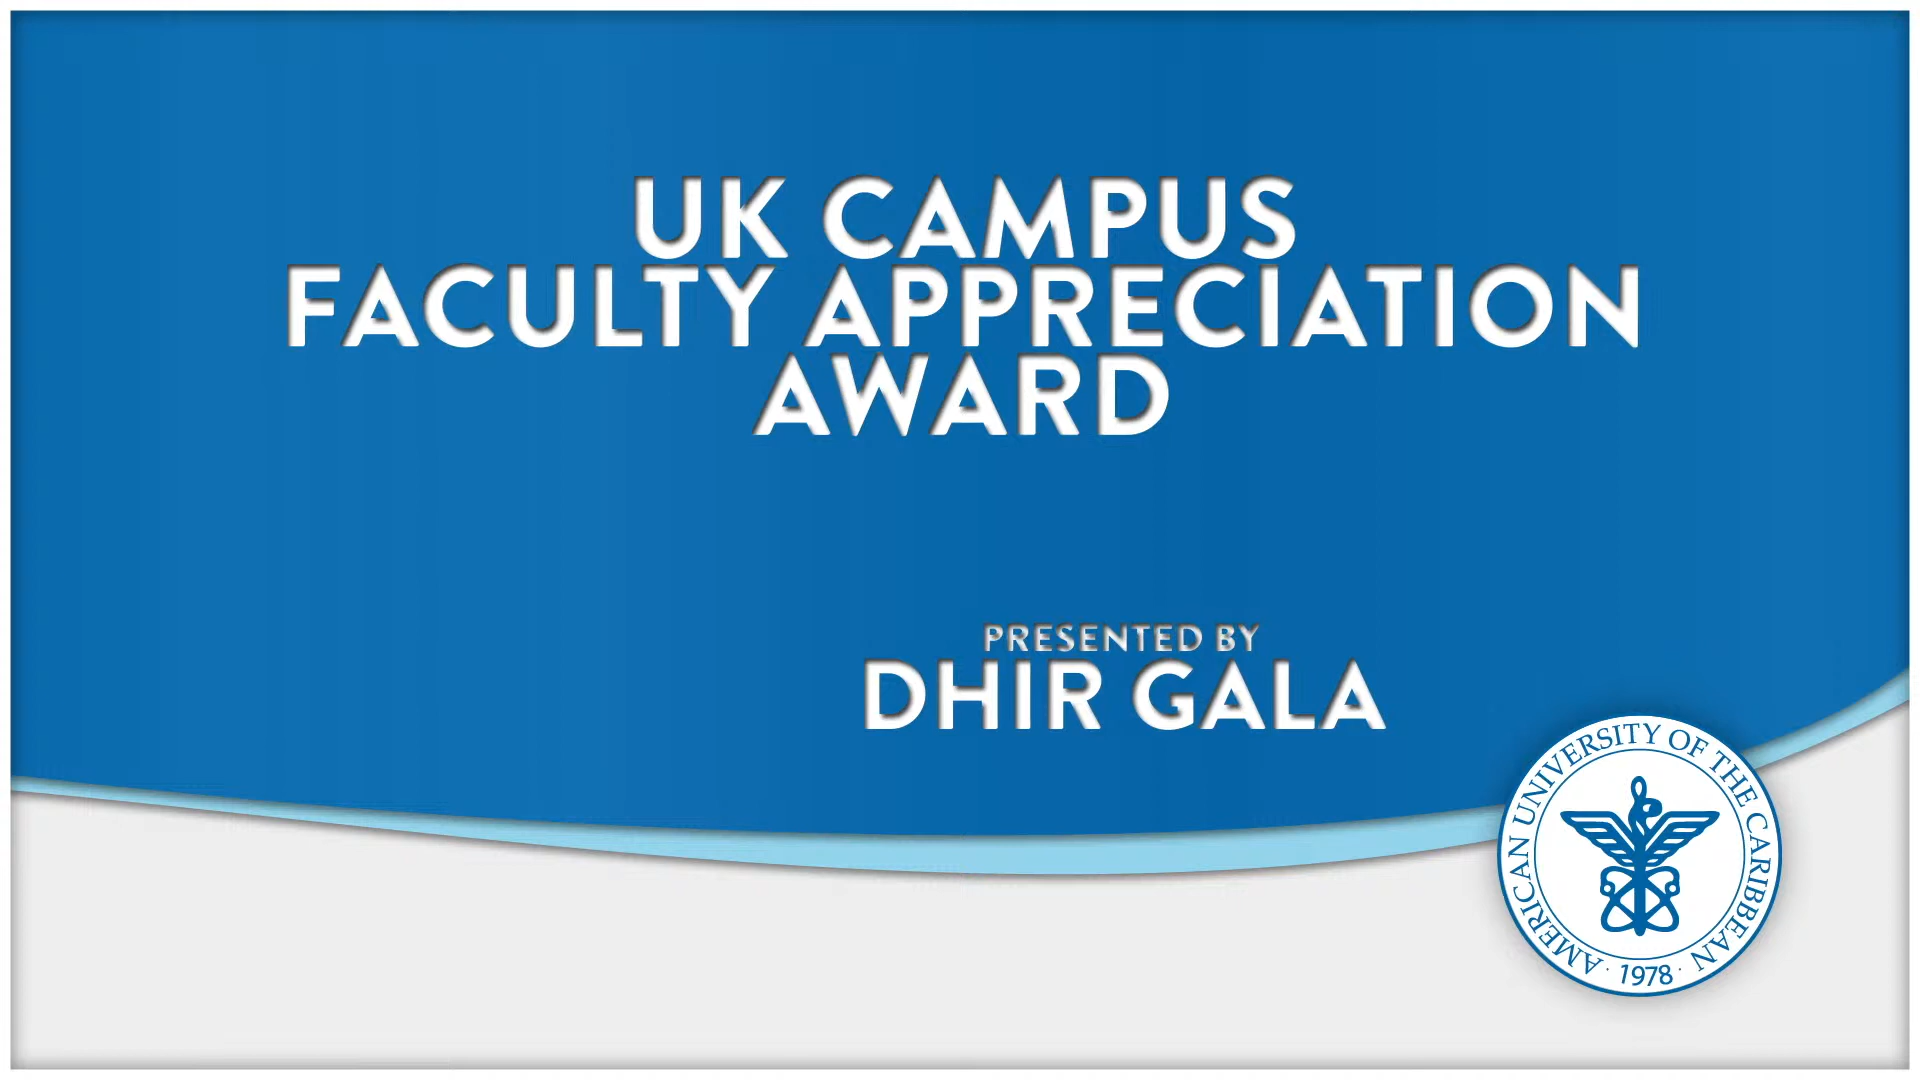 UK CAMPUS
FACULTY APPRECIATION
AWARD
PRESENTED BY
DHIR GALA
AMERICAN UNIVERSITY OF THE CARIBBEAN
· 1978 ·